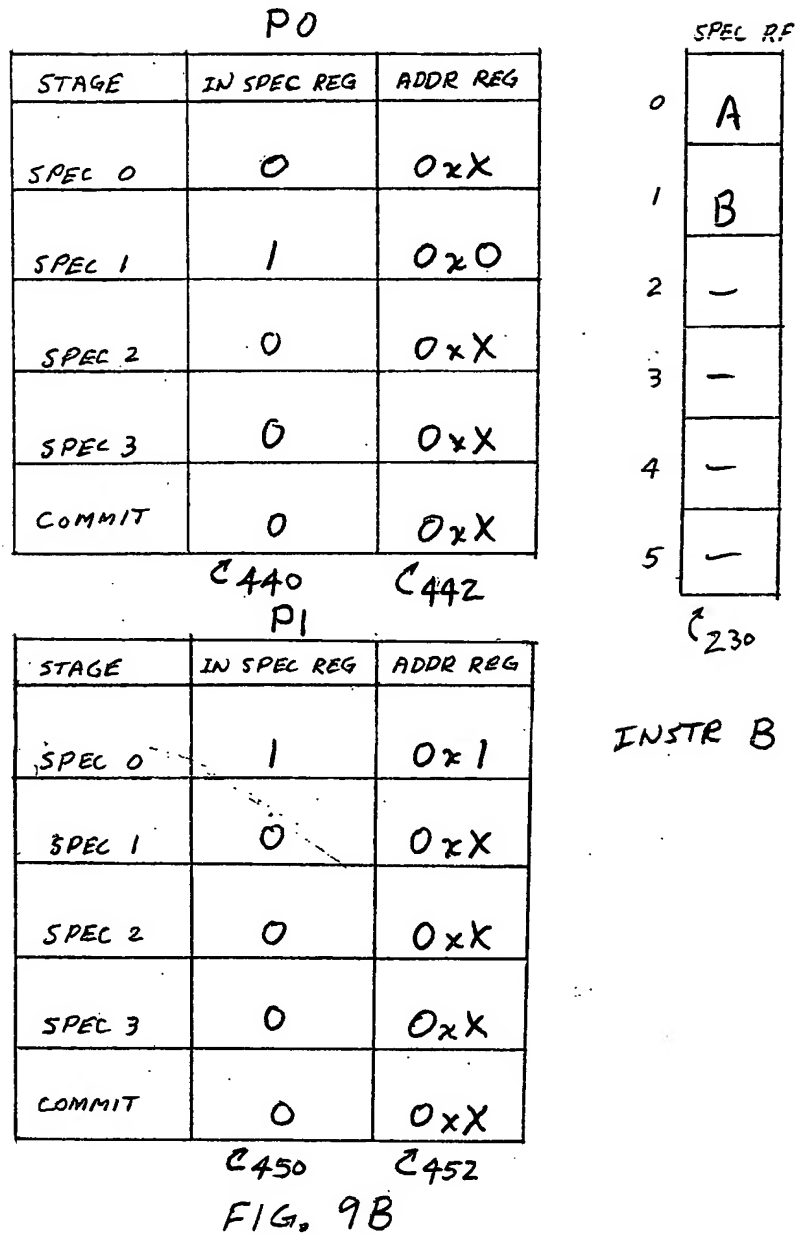 P0
STAGE IN SPEC REG ADDR REG
SPEC 0 0 0xX
SPEC 1 1 0x0
SPEC 2 0 0xX
SPEC 3 0 0xX
COMMIT 0 0xX
440 442
SPEC RF
0 A
1 B
2 —
3 —
4 —
5 —
230
P1
STAGE IN SPEC REG ADDR REG
SPEC 0 1 0x1
SPEC 1 0 0xX
SPEC 2 0 0xX
SPEC 3 0 0xX
COMMIT 0 0xX
450 452
INSTR B
FIG. 9B